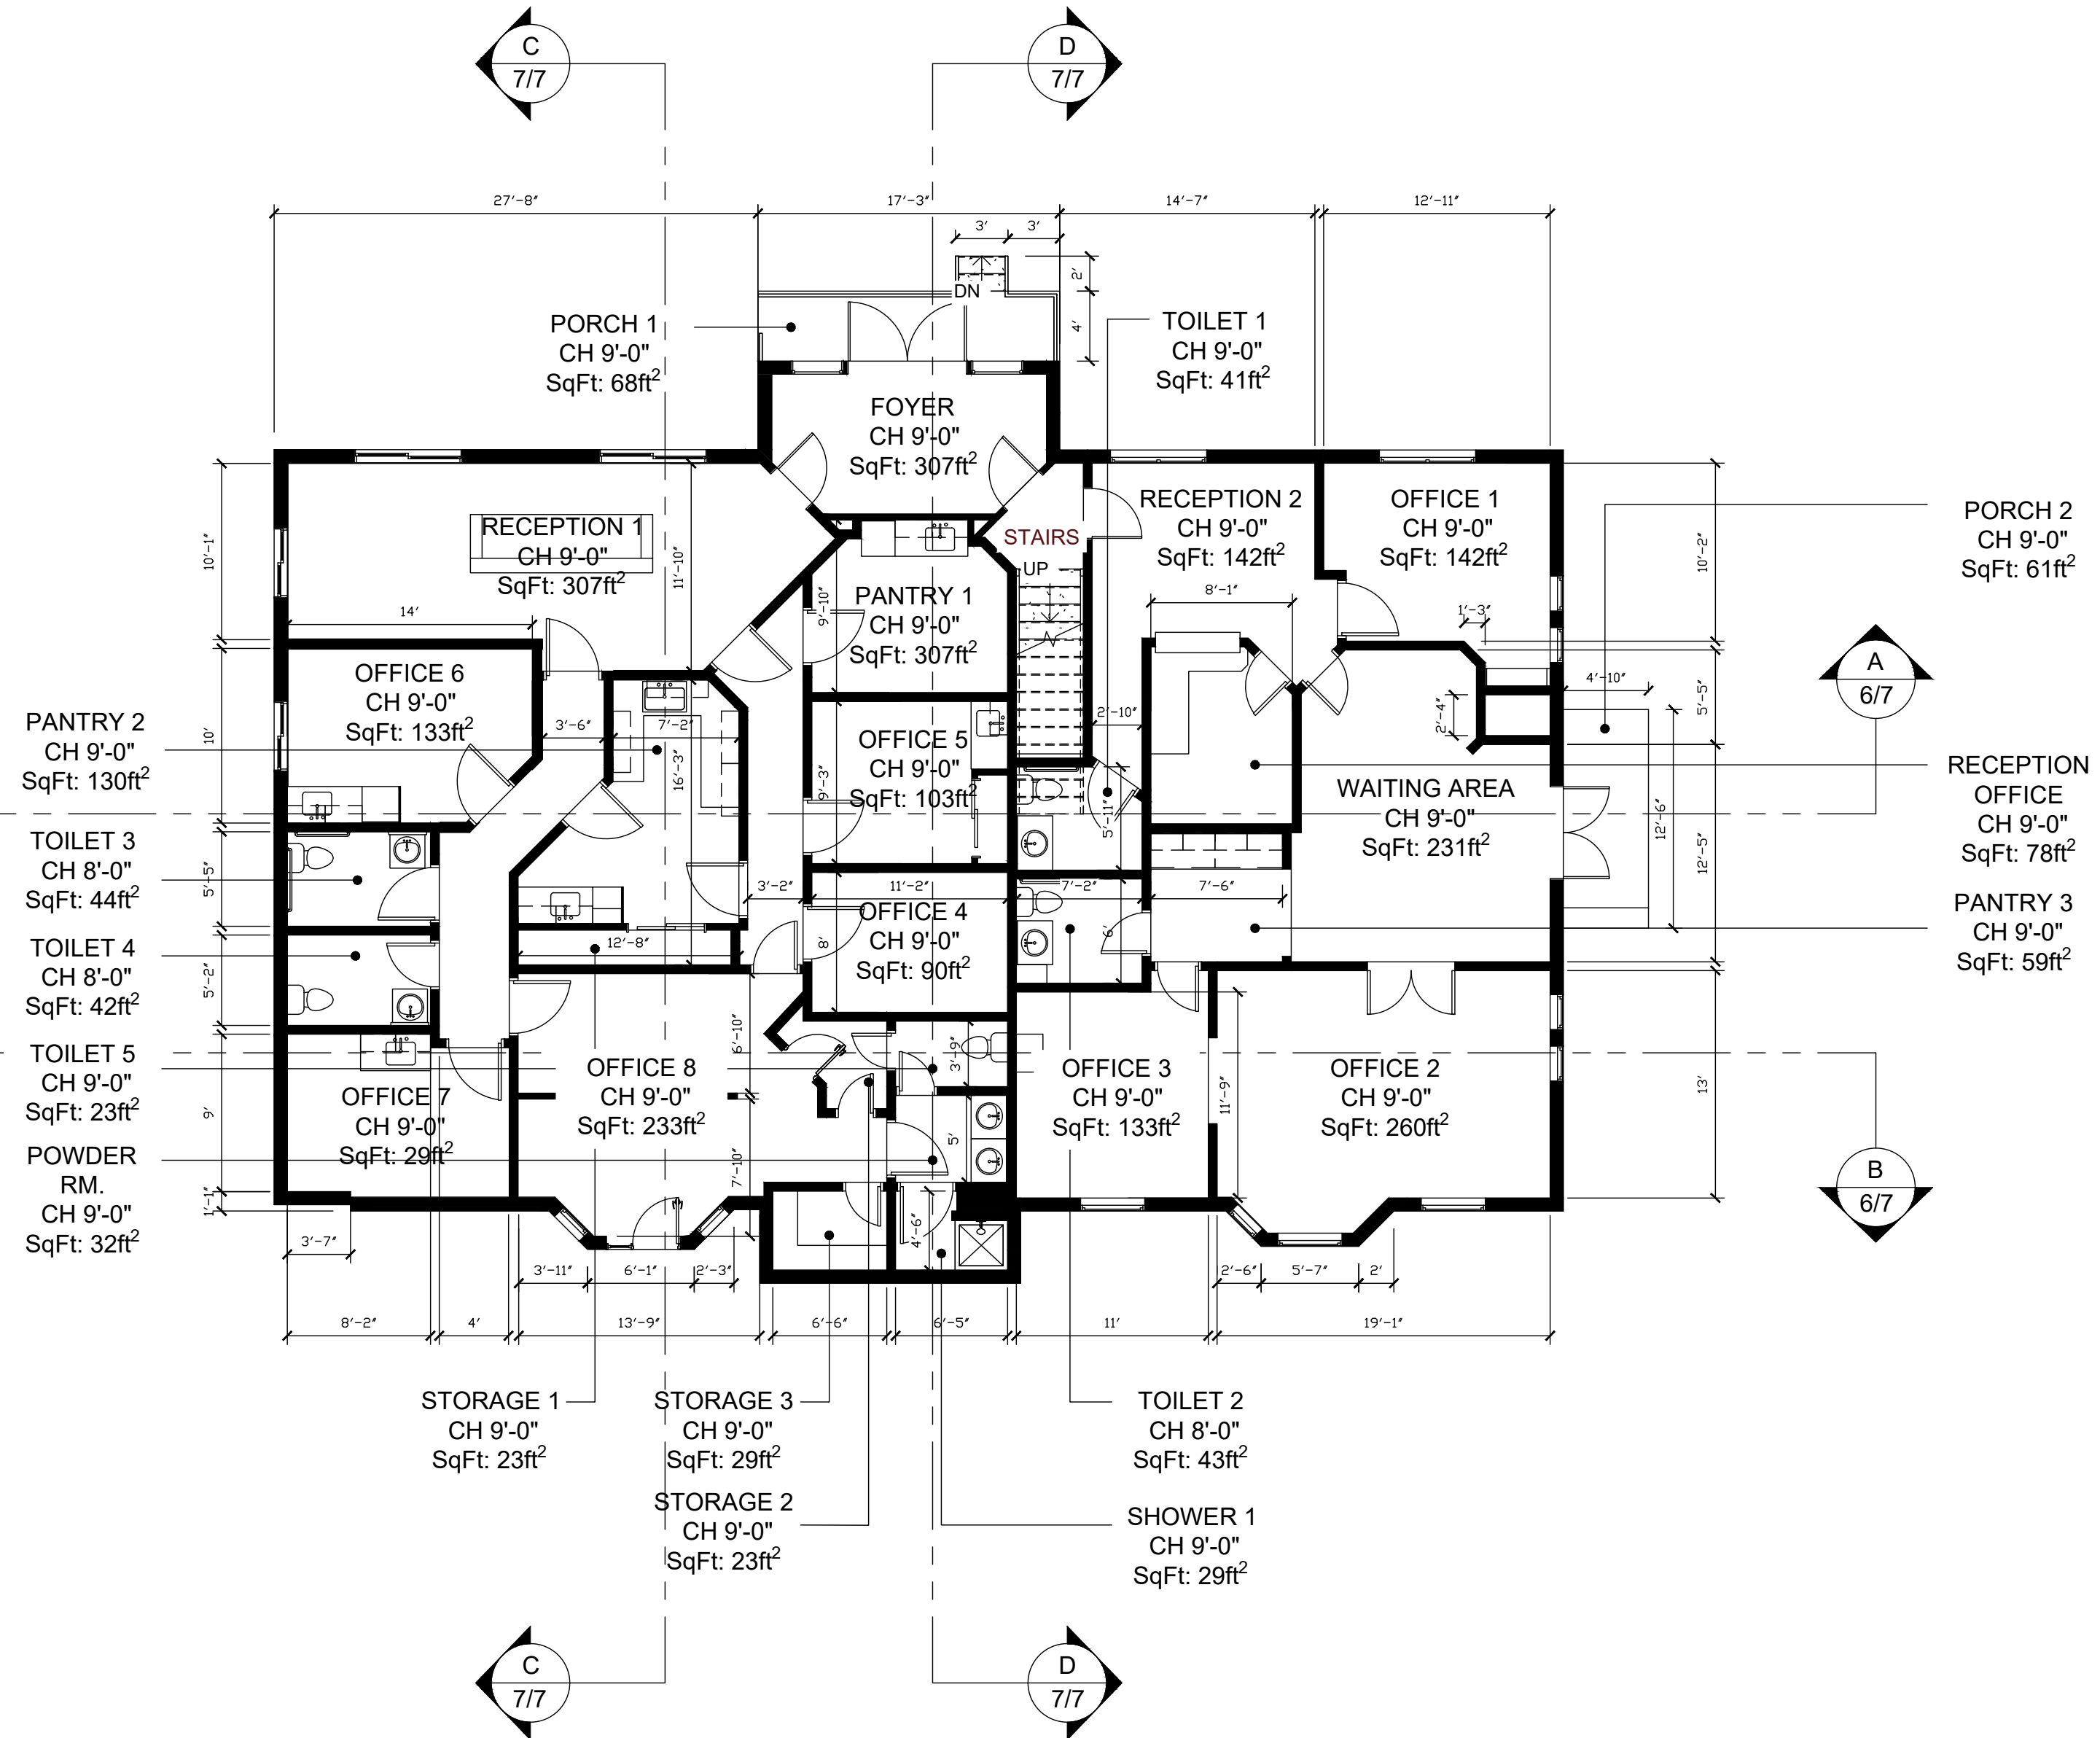 C
7/7
D
7/7
27'-8"
17'-3"
14'-7"
12'-11"
3'
3'
2'
4'
DN
PORCH 1
CH 9'-0"
SqFt: 68ft2
TOILET 1
CH 9'-0"
SqFt: 41ft2
FOYER
CH 9'-0"
SqFt: 307ft2
RECEPTION 1
CH 9'-0"
SqFt: 307ft2
10'-1"
11'-10"
14'
STAIRS
UP
RECEPTION 2
CH 9'-0"
SqFt: 142ft2
OFFICE 1
CH 9'-0"
SqFt: 142ft2
10'-2"
PORCH 2
CH 9'-0"
SqFt: 61ft2
PANTRY 1
CH 9'-0"
SqFt: 307ft2
9'-10"
8'-1"
1'-3"
A
6/7
4'-10"
5'-5"
2'-4"
OFFICE 6
CH 9'-0"
SqFt: 133ft2
10'
3'-6"
7'-2"
16'-3"
PANTRY 2
CH 9'-0"
SqFt: 130ft2
OFFICE 5
CH 9'-0"
SqFt: 103ft2
9'-3"
2'-10"
5'-11"
WAITING AREA
CH 9'-0"
SqFt: 231ft2
12'-6"
12'-5"
RECEPTION
OFFICE
CH 9'-0"
SqFt: 78ft2
TOILET 3
CH 8'-0"
SqFt: 44ft2
5'-5"
3'-2"
11'-2"
7'-2"
7'-6"
PANTRY 3
CH 9'-0"
SqFt: 59ft2
OFFICE 4
CH 9'-0"
SqFt: 90ft2
8'
6'
12'-8"
TOILET 4
CH 8'-0"
SqFt: 42ft2
5'-2"
TOILET 5
CH 9'-0"
SqFt: 23ft2
OFFICE 7
CH 9'-0"
SqFt: 29ft2
9'
OFFICE 8
CH 9'-0"
SqFt: 233ft2
6'-10"
7'-10"
3'-9"
5'
4'-6"
OFFICE 3
CH 9'-0"
SqFt: 133ft2
11'-9"
OFFICE 2
CH 9'-0"
SqFt: 260ft2
13'
B
6/7
POWDER
RM.
CH 9'-0"
SqFt: 32ft2
1'-1"
3'-7"
3'-11"
6'-1"
2'-3"
2'-6"
5'-7"
2'
8'-2"
4'
13'-9"
6'-6"
6'-5"
11'
19'-1"
STORAGE 1
CH 9'-0"
SqFt: 23ft2
STORAGE 3
CH 9'-0"
SqFt: 29ft2
TOILET 2
CH 8'-0"
SqFt: 43ft2
STORAGE 2
CH 9'-0"
SqFt: 23ft2
SHOWER 1
CH 9'-0"
SqFt: 29ft2
C
7/7
D
7/7